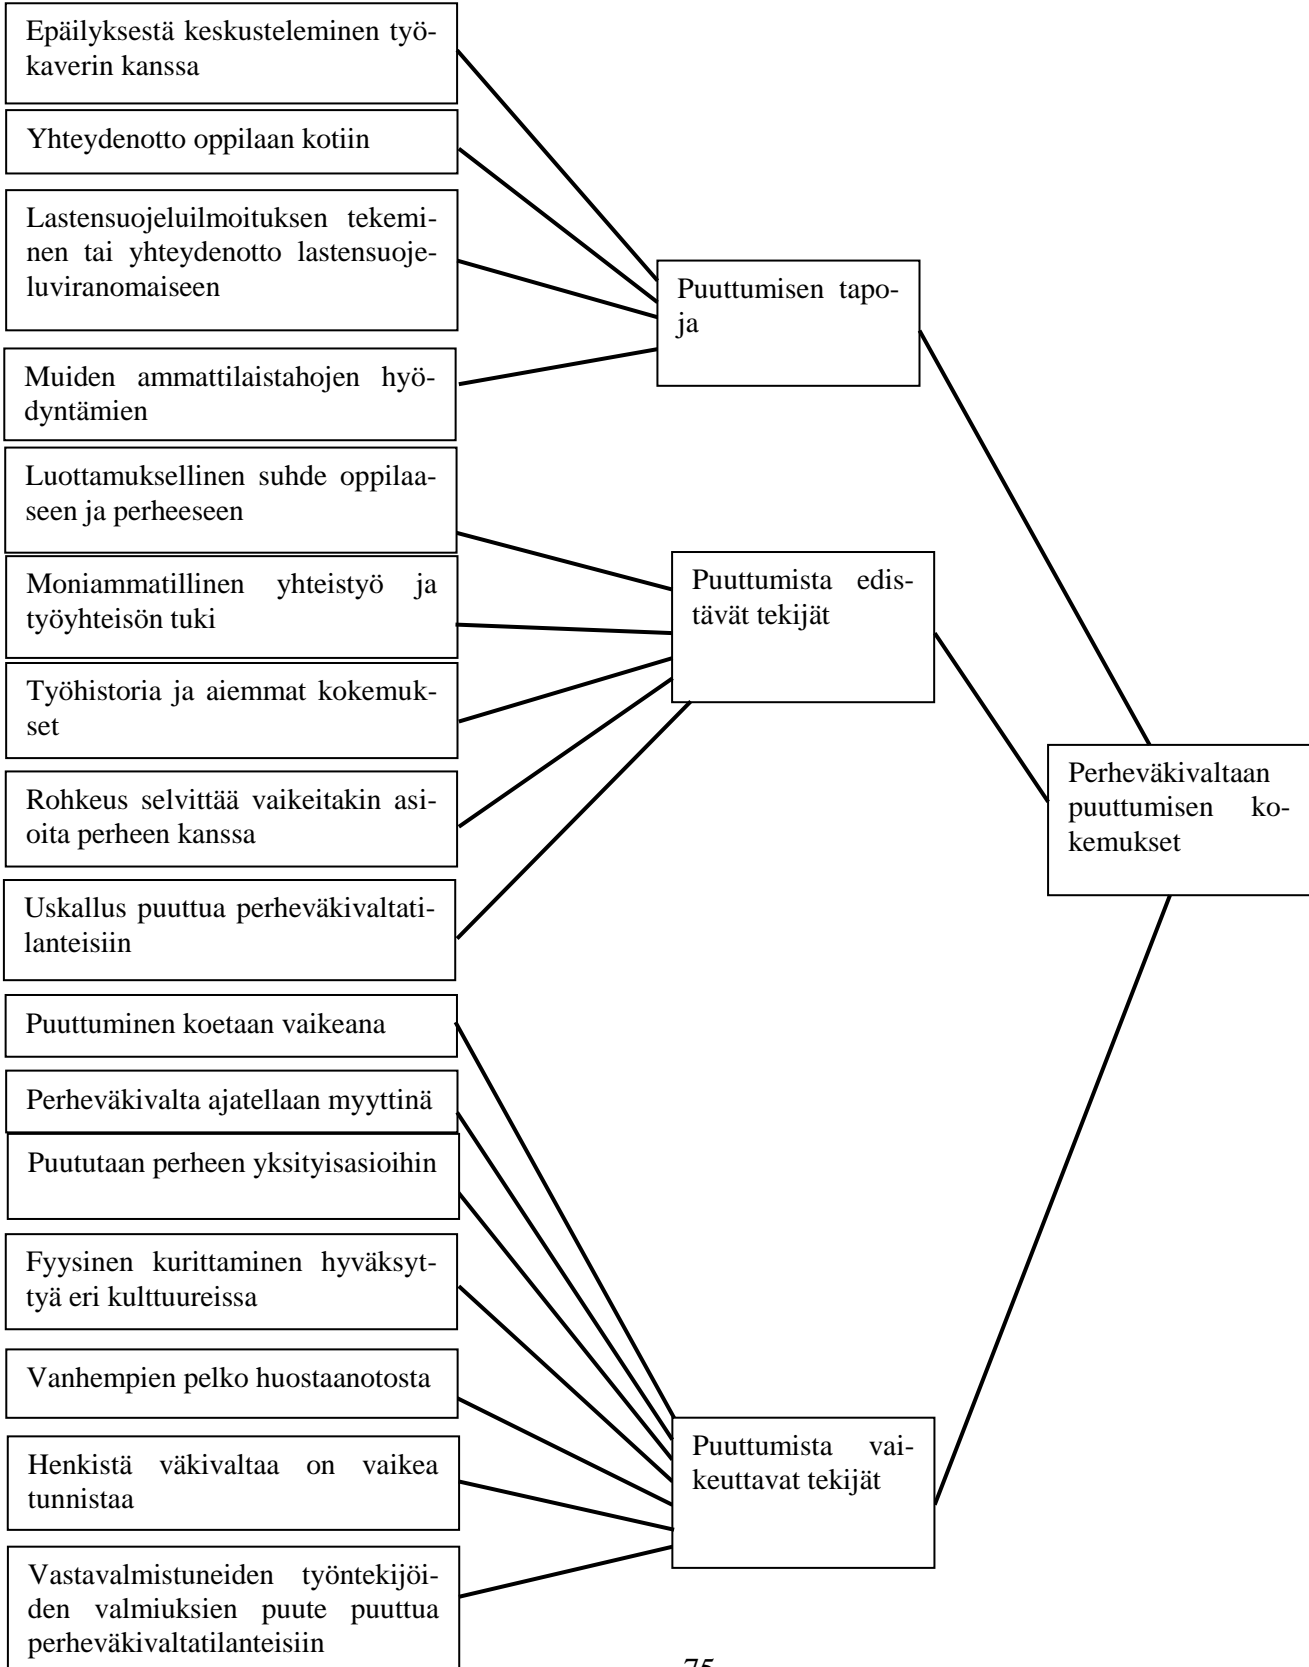 Epäilyksestä keskusteleminen työ-
kaverin kanssa
Yhteydenotto oppilaan kotiin
Lastensuojeluilmoituksen tekemi-
nen tai yhteydenotto lastensuoje-
luviranomaiseen
Muiden ammattilaistahojen hyö-
dyntämien
Luottamuksellinen suhde oppilaa-
seen ja perheeseen
Moniammatillinen yhteistyö ja
työyhteisön tuki
Työhistoria ja aiemmat kokemuk-
set
Rohkeus selvittää vaikeitakin asi-
oita perheen kanssa
Uskallus puuttua perheväkivaltati-
lanteisiin
Puuttuminen koetaan vaikeana
Perheväkivalta ajatellaan myyttinä
Puututaan perheen yksityisasioihin
Fyysinen kurittaminen hyväksyt-
tyä eri kulttuureissa
Vanhempien pelko huostaanotosta
Henkistä väkivaltaa on vaikea
tunnistaa
Vastavalmistuneiden työntekijöi-
den valmiuksien puute puuttua
perheväkivaltatilanteisiin
Puuttumisen tapo-
ja
Puuttumista edis-
tävät tekijät
Puuttumista vai-
keuttavat tekijät
Perheväkivaltaan
puuttumisen ko-
kemukset
75